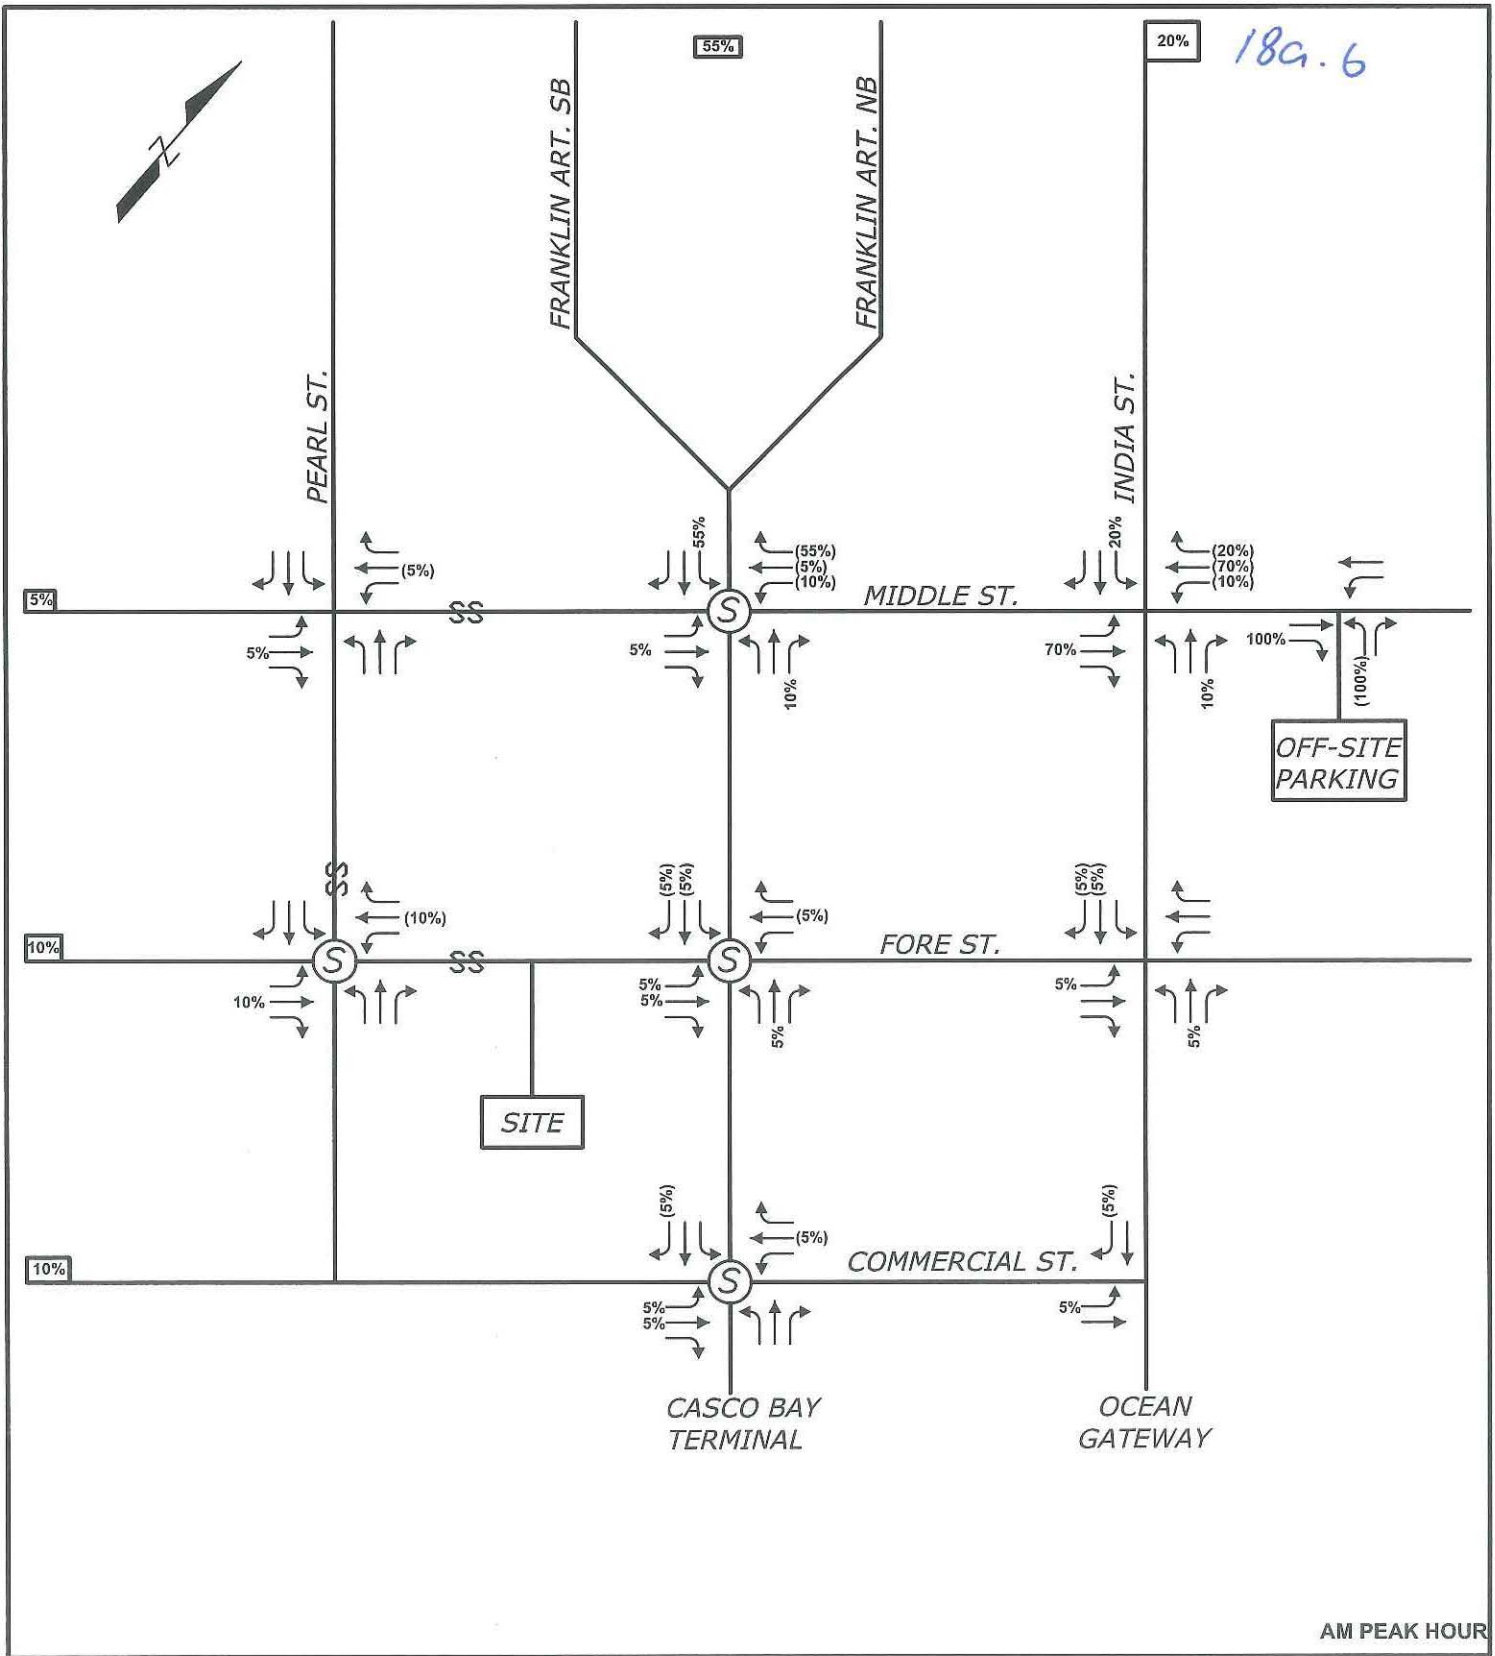 55%
20%
18a.6
FRANKLIN ART. SB
FRANKLIN ART. NB
PEARL ST.
INDIA ST.
55%
20%
(5%)
(55%)
(5%)
(10%)
(20%)
(70%)
(10%)
5%
SS
S
MIDDLE ST.
5%
5%
10%
70%
10%
100%
(100%)
OFF-SITE
PARKING
SS
(10%)
(5%)
(5%)
(5%)
(5%)
(5%)
10%
S
SS
S
FORE ST.
10%
5%
5%
5%
5%
5%
SITE
(5%)
(5%)
(5%)
10%
S
COMMERCIAL ST.
5%
5%
5%
CASCO BAY
TERMINAL
OCEAN
GATEWAY
AM PEAK HOUR
Z